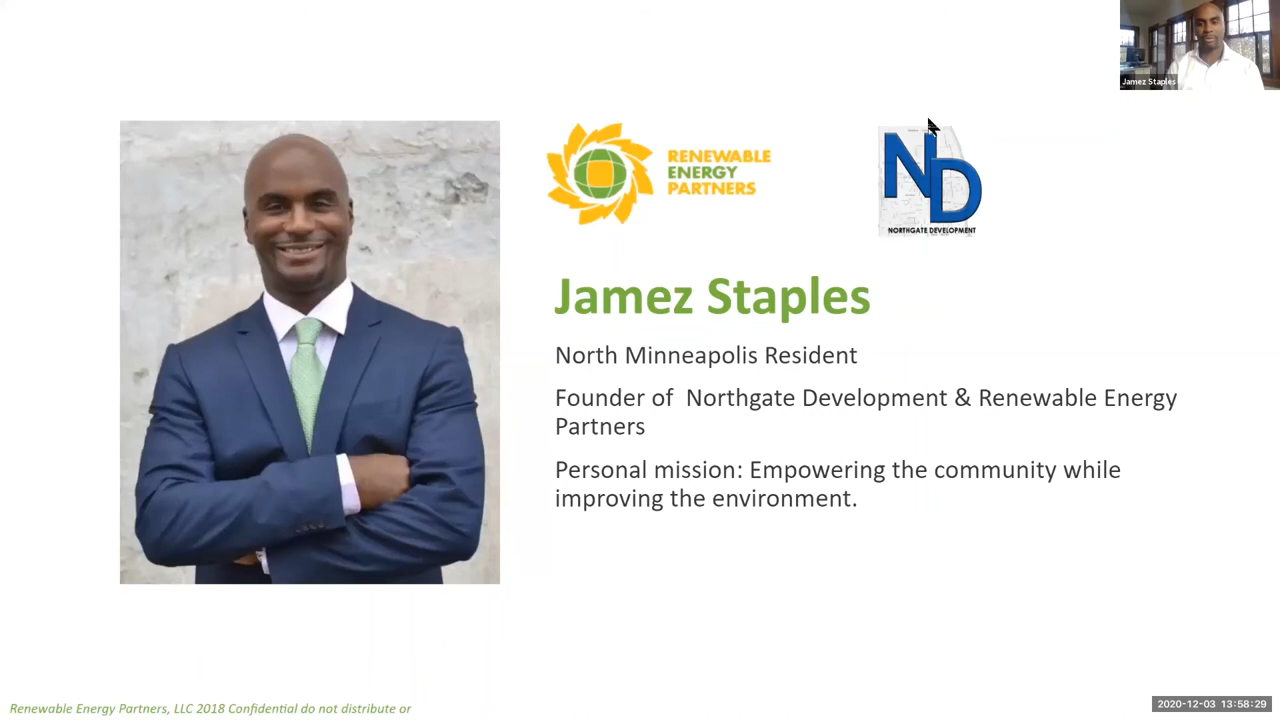 Jamez Staples
RENEWABLE
ENERGY
PARTNERS
ND
NORTHGATE DEVELOPMENT
Jamez Staples
North Minneapolis Resident
Founder of  Northgate Development & Renewable Energy
Partners
Personal mission: Empowering the community while
improving the environment.
Renewable Energy Partners, LLC 2018 Confidential do not distribute or
2020-12-03 13:58:29